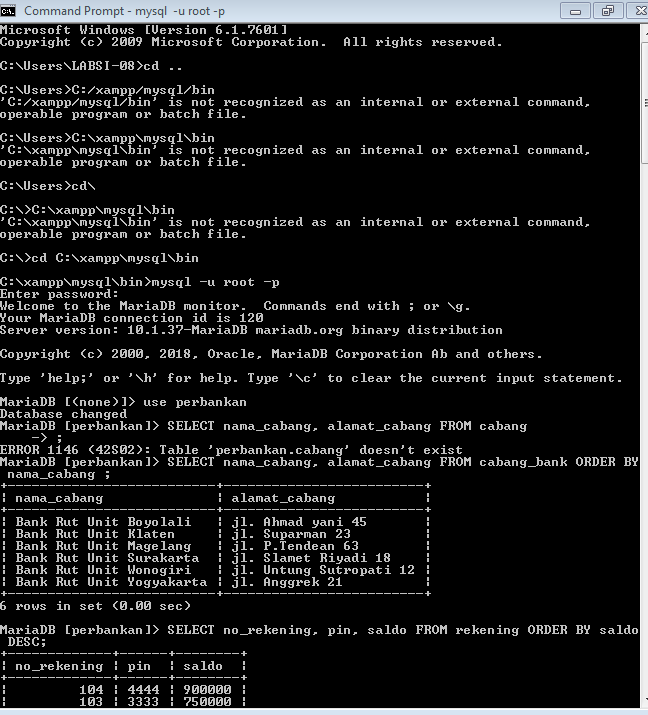 Command Prompt - mysql  -u root -p
Microsoft Windows [Version 6.1.7601]
Copyright (c) 2009 Microsoft Corporation.  All rights reserved.
C:\Users\LABSI-08>cd ..
C:\Users>C:/xampp/mysql/bin
'C:/xampp/mysql/bin' is not recognized as an internal or external command,
operable program or batch file.
C:\Users>C:\xampp\mysql\bin
'C:\xampp\mysql\bin' is not recognized as an internal or external command,
operable program or batch file.
C:\Users>cd\
C:\>C:\xampp\mysql\bin
'C:\xampp\mysql\bin' is not recognized as an internal or external command,
operable program or batch file.
C:\>cd C:\xampp\mysql\bin
C:\xampp\mysql\bin>mysql -u root -p
Enter password:
Welcome to the MariaDB monitor.  Commands end with ; or \g.
Your MariaDB connection id is 120
Server version: 10.1.37-MariaDB mariadb.org binary distribution
Copyright (c) 2000, 2018, Oracle, MariaDB Corporation Ab and others.
Type 'help;' or '\h' for help. Type '\c' to clear the current input statement.
MariaDB [(none)]> use perbankan
Database changed
MariaDB [perbankan]> SELECT nama_cabang, alamat_cabang FROM cabang
    -> ;
ERROR 1146 (42S02): Table 'perbankan.cabang' doesn't exist
MariaDB [perbankan]> SELECT nama_cabang, alamat_cabang FROM cabang_bank ORDER BY
 nama_cabang ;
+--------------------------+------------------------+
| nama_cabang              | alamat_cabang          |
+--------------------------+------------------------+
| Bank Rut Unit Boyolali   | jl. Ahmad yani 45      |
| Bank Rut Unit Klaten     | jl. Suparman 23        |
| Bank Rut Unit Magelang   | jl. P.Tendean 63       |
| Bank Rut Unit Surakarta  | jl. Slamet Riyadi 18   |
| Bank Rut Unit Wonogiri   | jl. Untung Sutropati 12 |
| Bank Rut Unit Yogyakarta | jl. Anggrek 21         |
+--------------------------+------------------------+
6 rows in set (0.00 sec)
MariaDB [perbankan]> SELECT no_rekening, pin, saldo FROM rekening ORDER BY saldo
 DESC;
+-------------+------+--------+
| no_rekening | pin  | saldo  |
+-------------+------+--------+
|         104 | 4444 | 900000 |
|         103 | 3333 | 750000 |